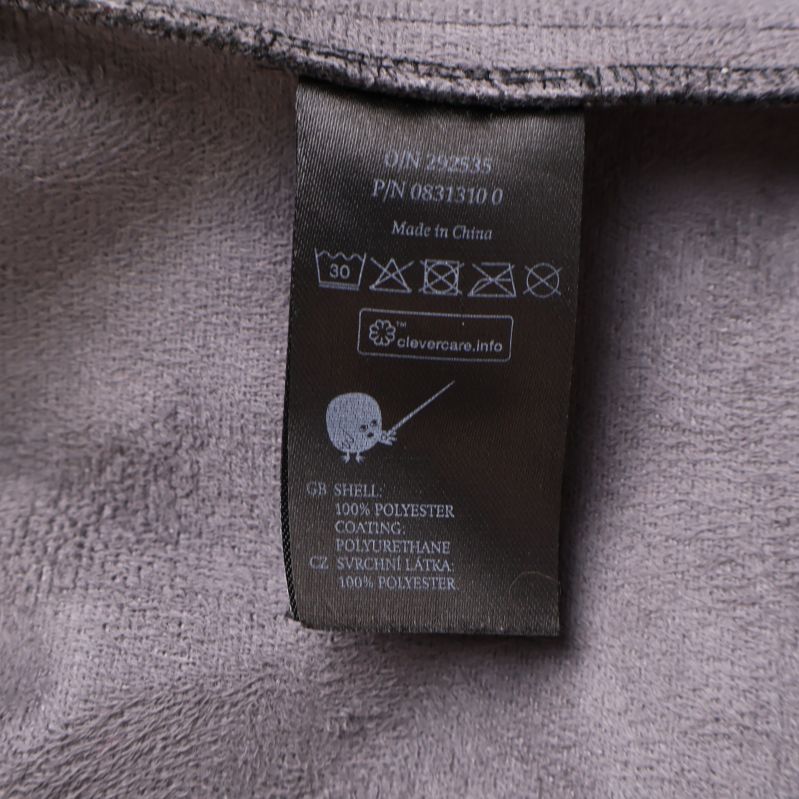 O/N 292535
P/N 0831310 0
Made in China
30
™
clevercare.info
GB SHELL:
100% POLYESTER
COATING:
POLYURETHANE
CZ SVRCHNÍ LÁTKA:
100% POLYESTER.